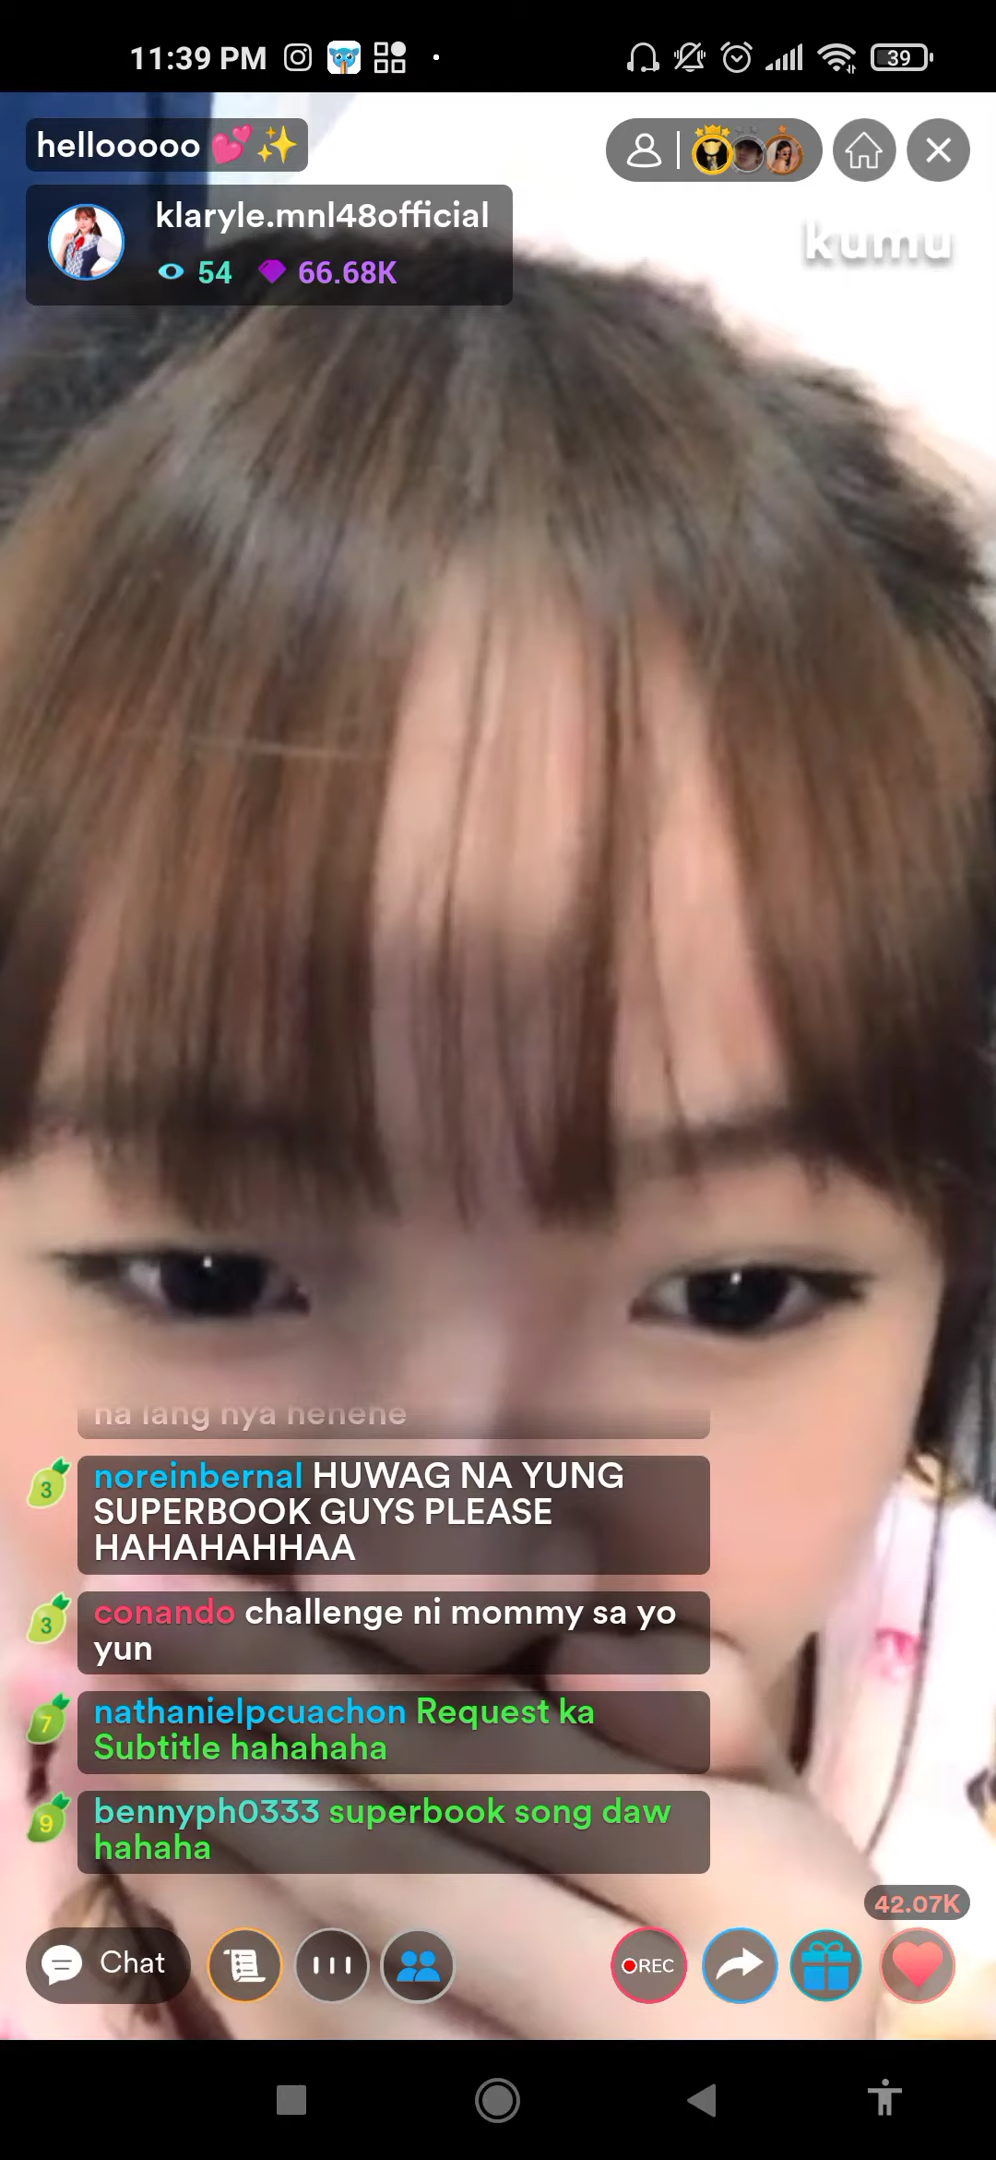 11:39 PM
39
hellooooo 💕✨
klaryle.mnl48official
54 66.68K
kumu
na lang nya hehehe
3 noreinbernal HUWAG NA YUNG
SUPERBOOK GUYS PLEASE
HAHAHAHHAA
3 conando challenge ni mommy sa yo
yun
7 nathanielpcuachon Request ka
Subtitle hahahaha
9 bennyph0333 superbook song daw
hahaha
42.07K
Chat
REC